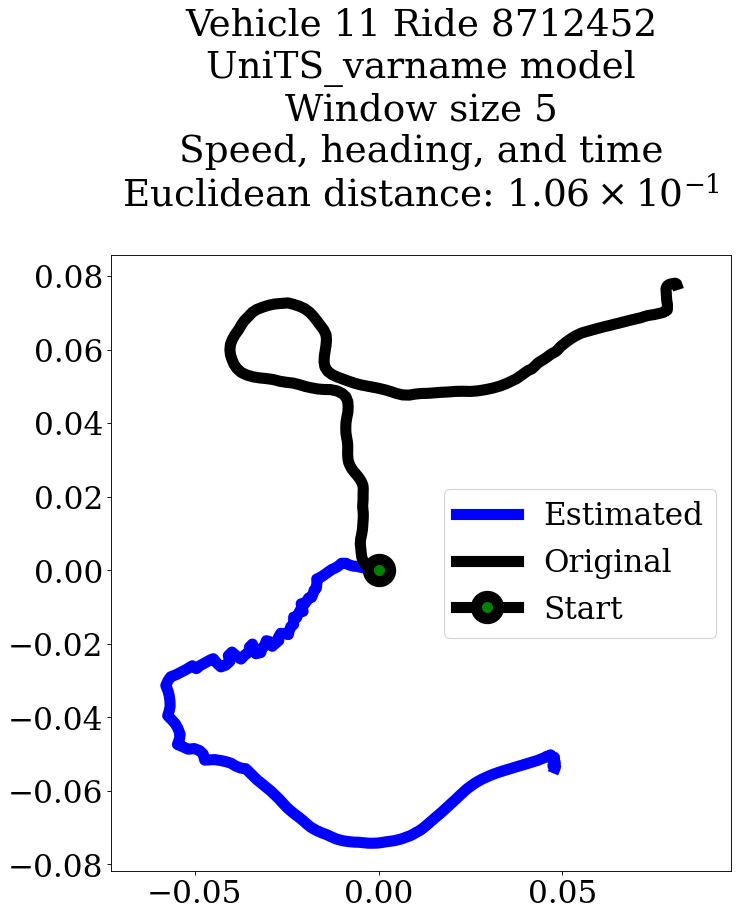 Vehicle 11 Ride 8712452
UniTS_varname model
Window size 5
Speed, heading, and time
Euclidean distance: 1.06 × 10⁻¹
0.08
0.06
0.04
0.02
0.00
−0.02
−0.04
−0.06
−0.08
Estimated
Original
Start
−0.05 0.00 0.05